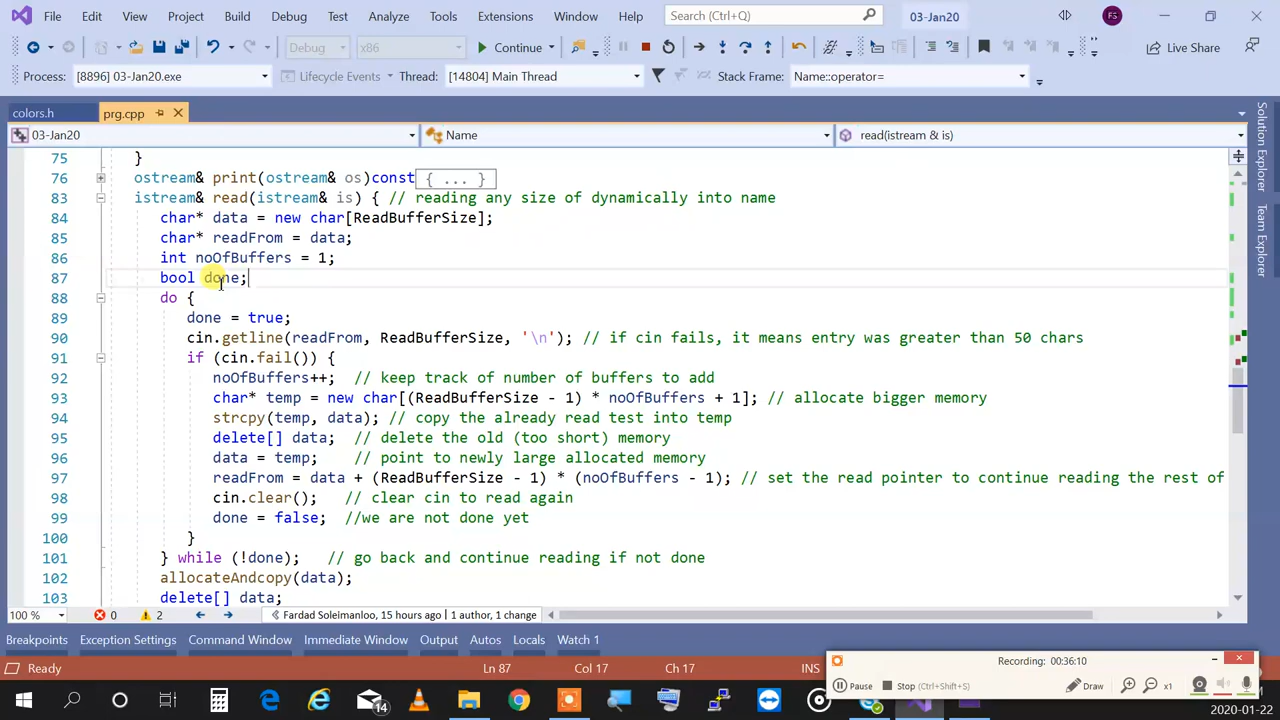 File Edit View Project Build Debug Test Analyze Tools Extensions Window Help Search (Ctrl+Q) 03-Jan20 FS
Debug x86 Continue Live Share
Process: [8896] 03-Jan20.exe Lifecycle Events Thread: [14804] Main Thread Stack Frame: Name::operator=
colors.h prg.cpp
03-Jan20 Name read(istream & is)
75 }
76 ostream& print(ostream& os)const { ... }
83 istream& read(istream& is) { // reading any size of dynamically into name
84 char* data = new char[ReadBufferSize];
85 char* readFrom = data;
86 int noOfBuffers = 1;
87 bool done;
88 do {
89 done = true;
90 cin.getline(readFrom, ReadBufferSize, '\n'); // if cin fails, it means entry was greater than 50 chars
91 if (cin.fail()) {
92 noOfBuffers++; // keep track of number of buffers to add
93 char* temp = new char[(ReadBufferSize - 1) * noOfBuffers + 1]; // allocate bigger memory
94 strcpy(temp, data); // copy the already read test into temp
95 delete[] data; // delete the old (too short) memory
96 data = temp; // point to newly large allocated memory
97 readFrom = data + (ReadBufferSize - 1) * (noOfBuffers - 1); // set the read pointer to continue reading the rest of
98 cin.clear(); // clear cin to read again
99 done = false; //we are not done yet
100 }
101 } while (!done); // go back and continue reading if not done
102 allocateAndcopy(data);
103 delete[] data;
Solution Explorer
Team Explorer
100 % 0 2 Fardad Soleimanloo, 15 hours ago | 1 author, 1 change
Breakpoints Exception Settings Command Window Immediate Window Output Autos Locals Watch 1
Ready Ln 87 Col 17 Ch 17 INS
Recording: 00:36:10
Pause Stop (Ctrl+Shift+S) Draw x1
14
2020-01-22